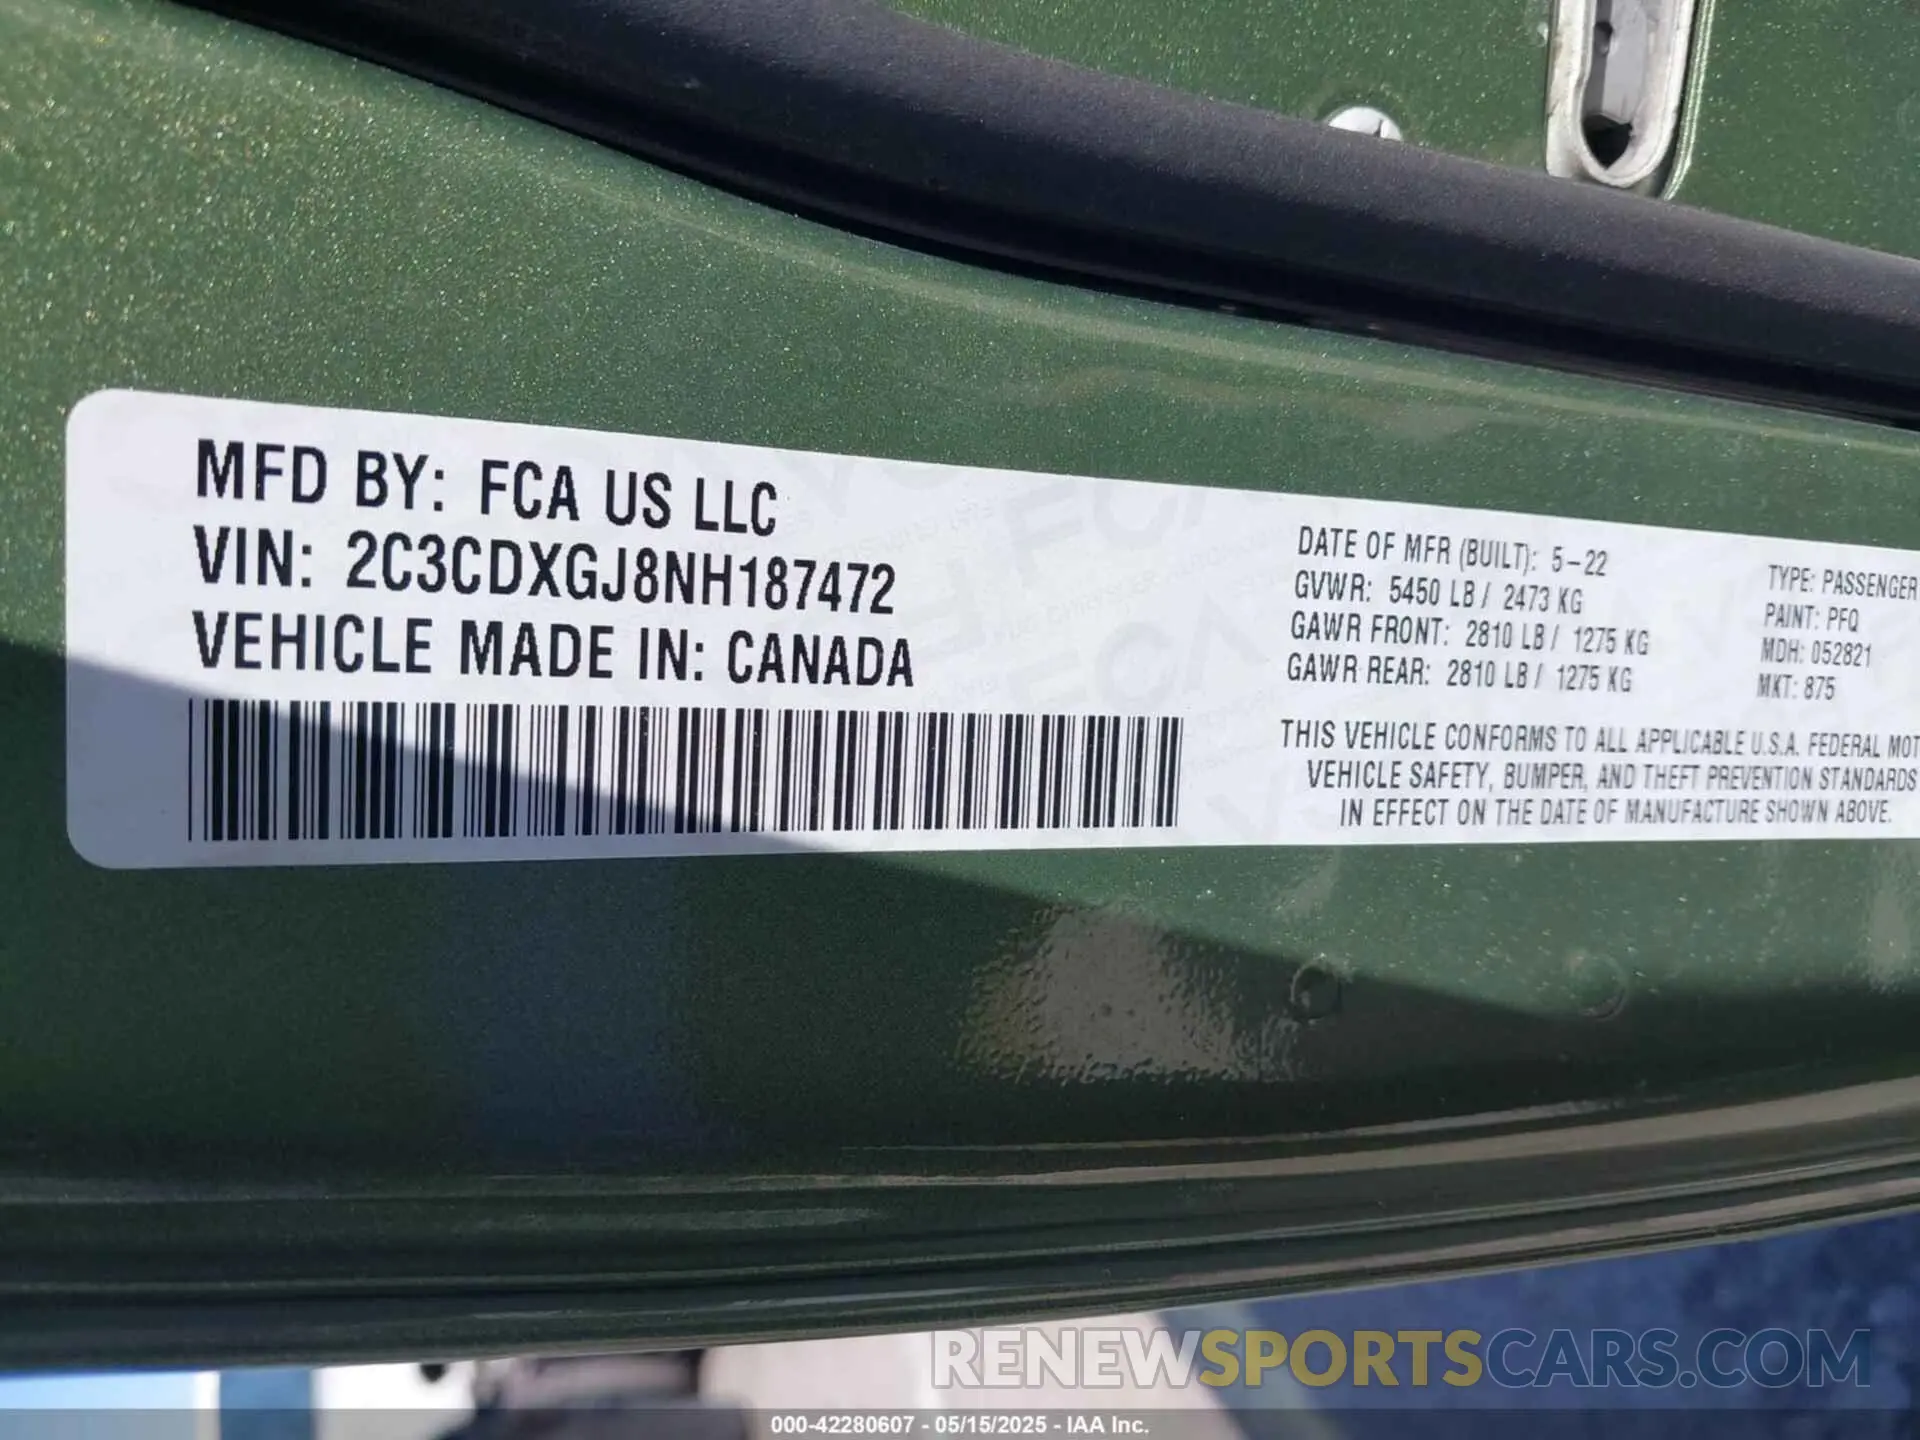 MFD BY: FCA US LLC
VIN: 2C3CDXGJ8NH187472
VEHICLE MADE IN: CANADA
DATE OF MFR (BUILT): 5-22
GVWR: 5450 LB / 2473 KG
GAWR FRONT: 2810 LB / 1275 KG
GAWR REAR: 2810 LB / 1275 KG
TYPE: PASSENGER
PAINT: PFQ
MDH: 052821
MKT: 875
THIS VEHICLE CONFORMS TO ALL APPLICABLE U.S.A. FEDERAL MOT
VEHICLE SAFETY, BUMPER, AND THEFT PREVENTION STANDARDS
IN EFFECT ON THE DATE OF MANUFACTURE SHOWN ABOVE.
RENEWSPORTSCARS.COM
000-42280607 - 05/15/2025 - IAA Inc.